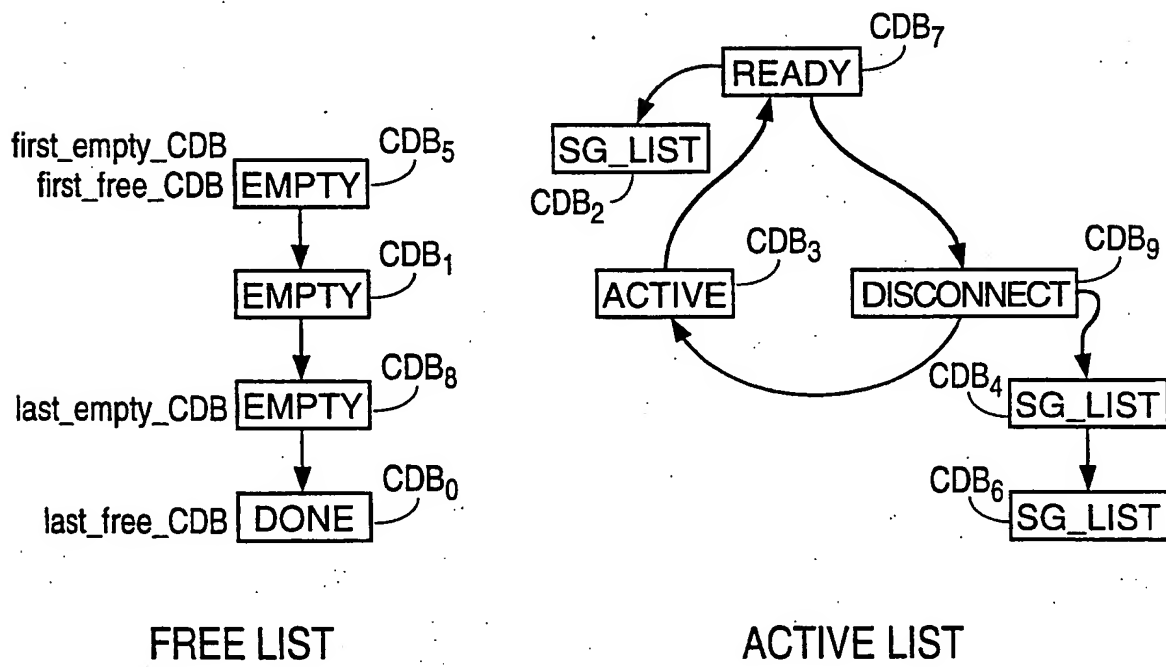 first_empty_CDB
first_free_CDB
EMPTY
CDB5
EMPTY
CDB1
last_empty_CDB
EMPTY
CDB8
last_free_CDB
DONE
CDB0
FREE LIST
READY
CDB7
SG_LIST
CDB2
ACTIVE
CDB3
DISCONNECT
CDB9
CDB4
SG_LIST
CDB6
SG_LIST
ACTIVE LIST